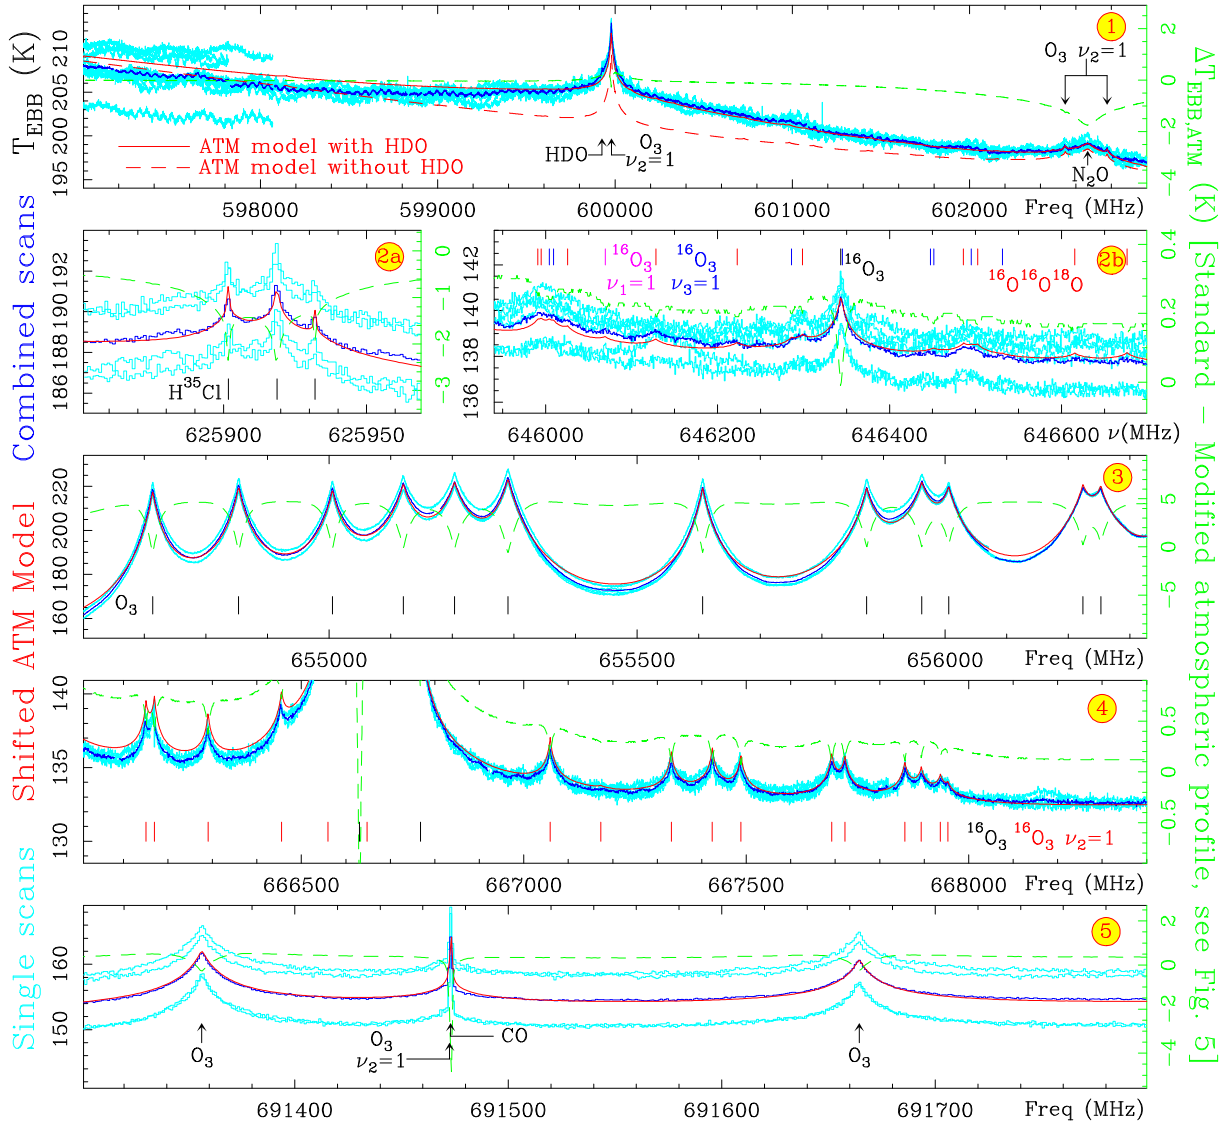 T_EBB (K)
Combined scans
Shifted ATM Model
Single scans
ΔT_EBB,ATM (K) [Standard − Modified atmospheric profile, see Fig. 5]
1
195 200 205 210
2 0 −2 −4
O₃ ν₂=1
ATM model with HDO
ATM model without HDO
HDO
O₃
ν₂=1
N₂O
598000 599000 600000 601000 602000 Freq (MHz)
2a
186 188 190 192
0 −1 −2 −3
H³⁵Cl
625900 625950
2b
136 138 140 142
0.4 0.2 0
¹⁶O₃
ν₁=1
¹⁶O₃
ν₃=1
¹⁶O₃
¹⁶O¹⁶O¹⁸O
646000 646200 646400 646600 ν(MHz)
3
160 180 200 220
5 0 −5
O₃
655000 655500 656000 Freq (MHz)
4
130 135 140
0.5 0 −0.5
¹⁶O₃ ¹⁶O₃ ν₂=1
666500 667000 667500 668000 Freq (MHz)
5
150 160
2 0 −2 −4
O₃
O₃
ν₂=1
CO
O₃
691400 691500 691600 691700 Freq (MHz)